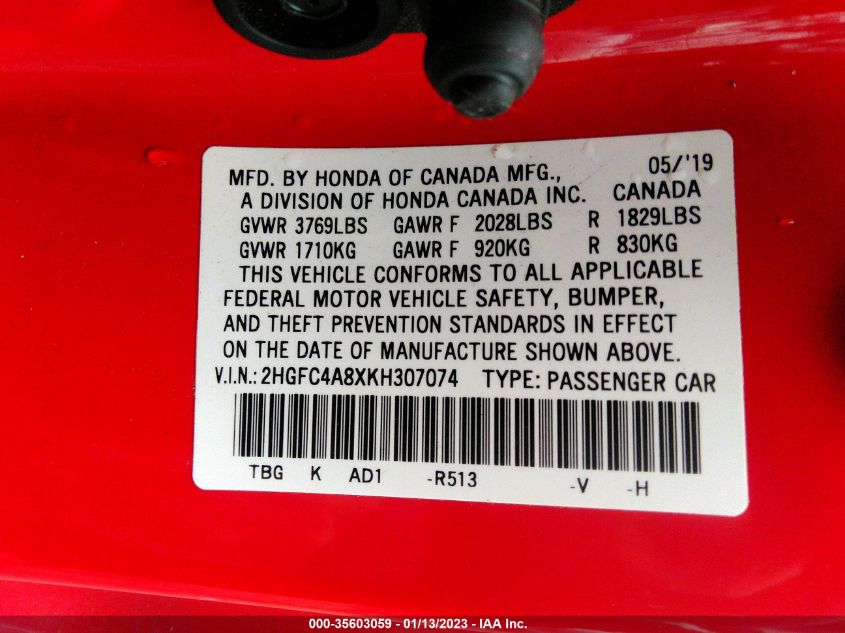 05/'19
MFD. BY HONDA OF CANADA MFG.,
A DIVISION OF HONDA CANADA INC. CANADA
GVWR 3769LBS GAWR F 2028LBS R 1829LBS
GVWR 1710KG GAWR F 920KG R 830KG
THIS VEHICLE CONFORMS TO ALL APPLICABLE
FEDERAL MOTOR VEHICLE SAFETY, BUMPER,
AND THEFT PREVENTION STANDARDS IN EFFECT
ON THE DATE OF MANUFACTURE SHOWN ABOVE.
V.I.N.: 2HGFC4A8XKH307074 TYPE: PASSENGER CAR
TBG K AD1 -R513 -V -H
000-35603059 - 01/13/2023 - IAA Inc.